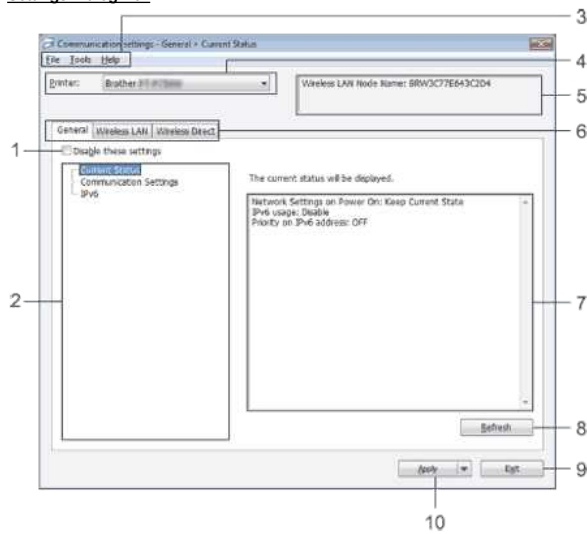 3
Communication settings - General > Current Status
File Tools Help
4
Printer: Brother
Wireless LAN Node Name: BRW3C77E643C2D4
5
General Wireless LAN Wireless Direct
6
1
Disable these settings
Current Status
Communication Settings
IPv6
The current status will be displayed.
Network Settings on Power On: Keep Current State
IPv6 usage: Disable
Priority on IPv6 address: OFF
2
7
Refresh
8
Apply
Exit
9
10